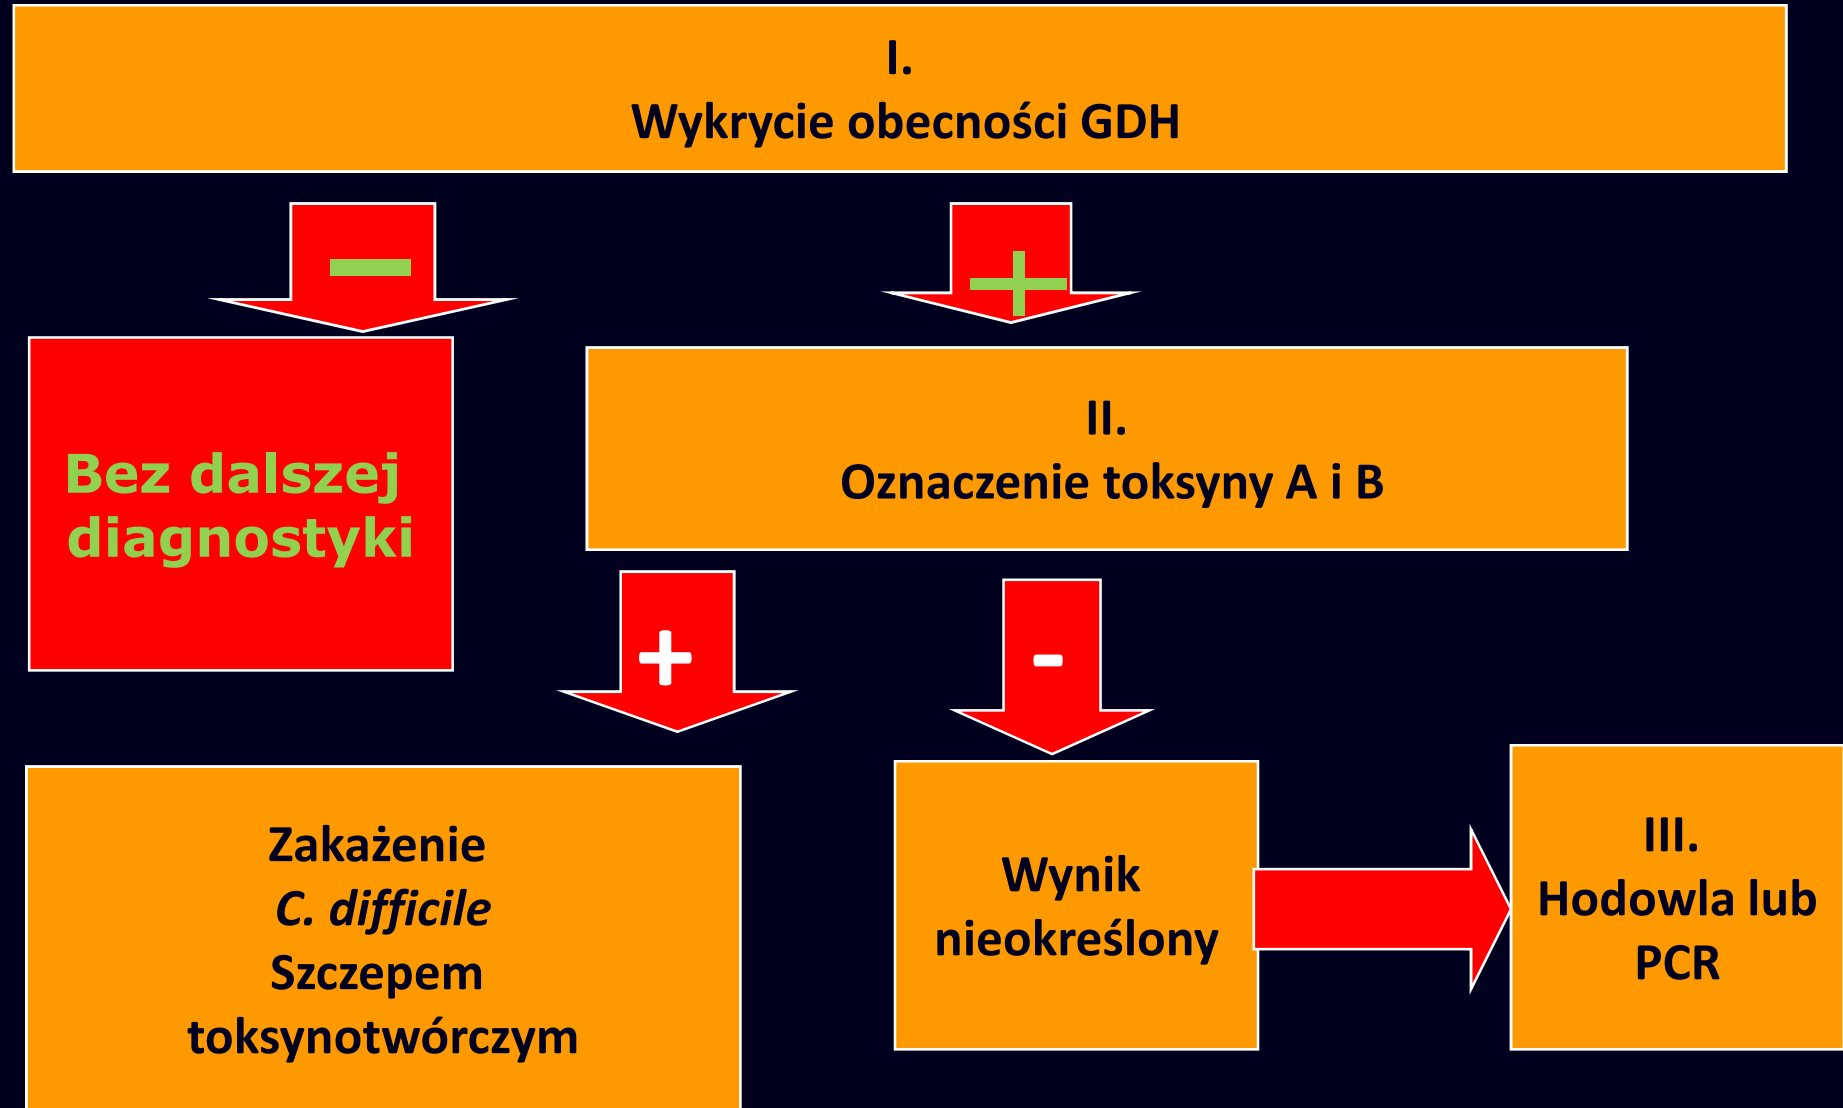 I.
Wykrycie obecności GDH
–
+
Bez dalszej
diagnostyki
II.
Oznaczenie toksyny A i B
+
-
Zakażenie
C. difficile
Szczepem
toksynotwórczym
Wynik
nieokreślony
III.
Hodowla lub
PCR